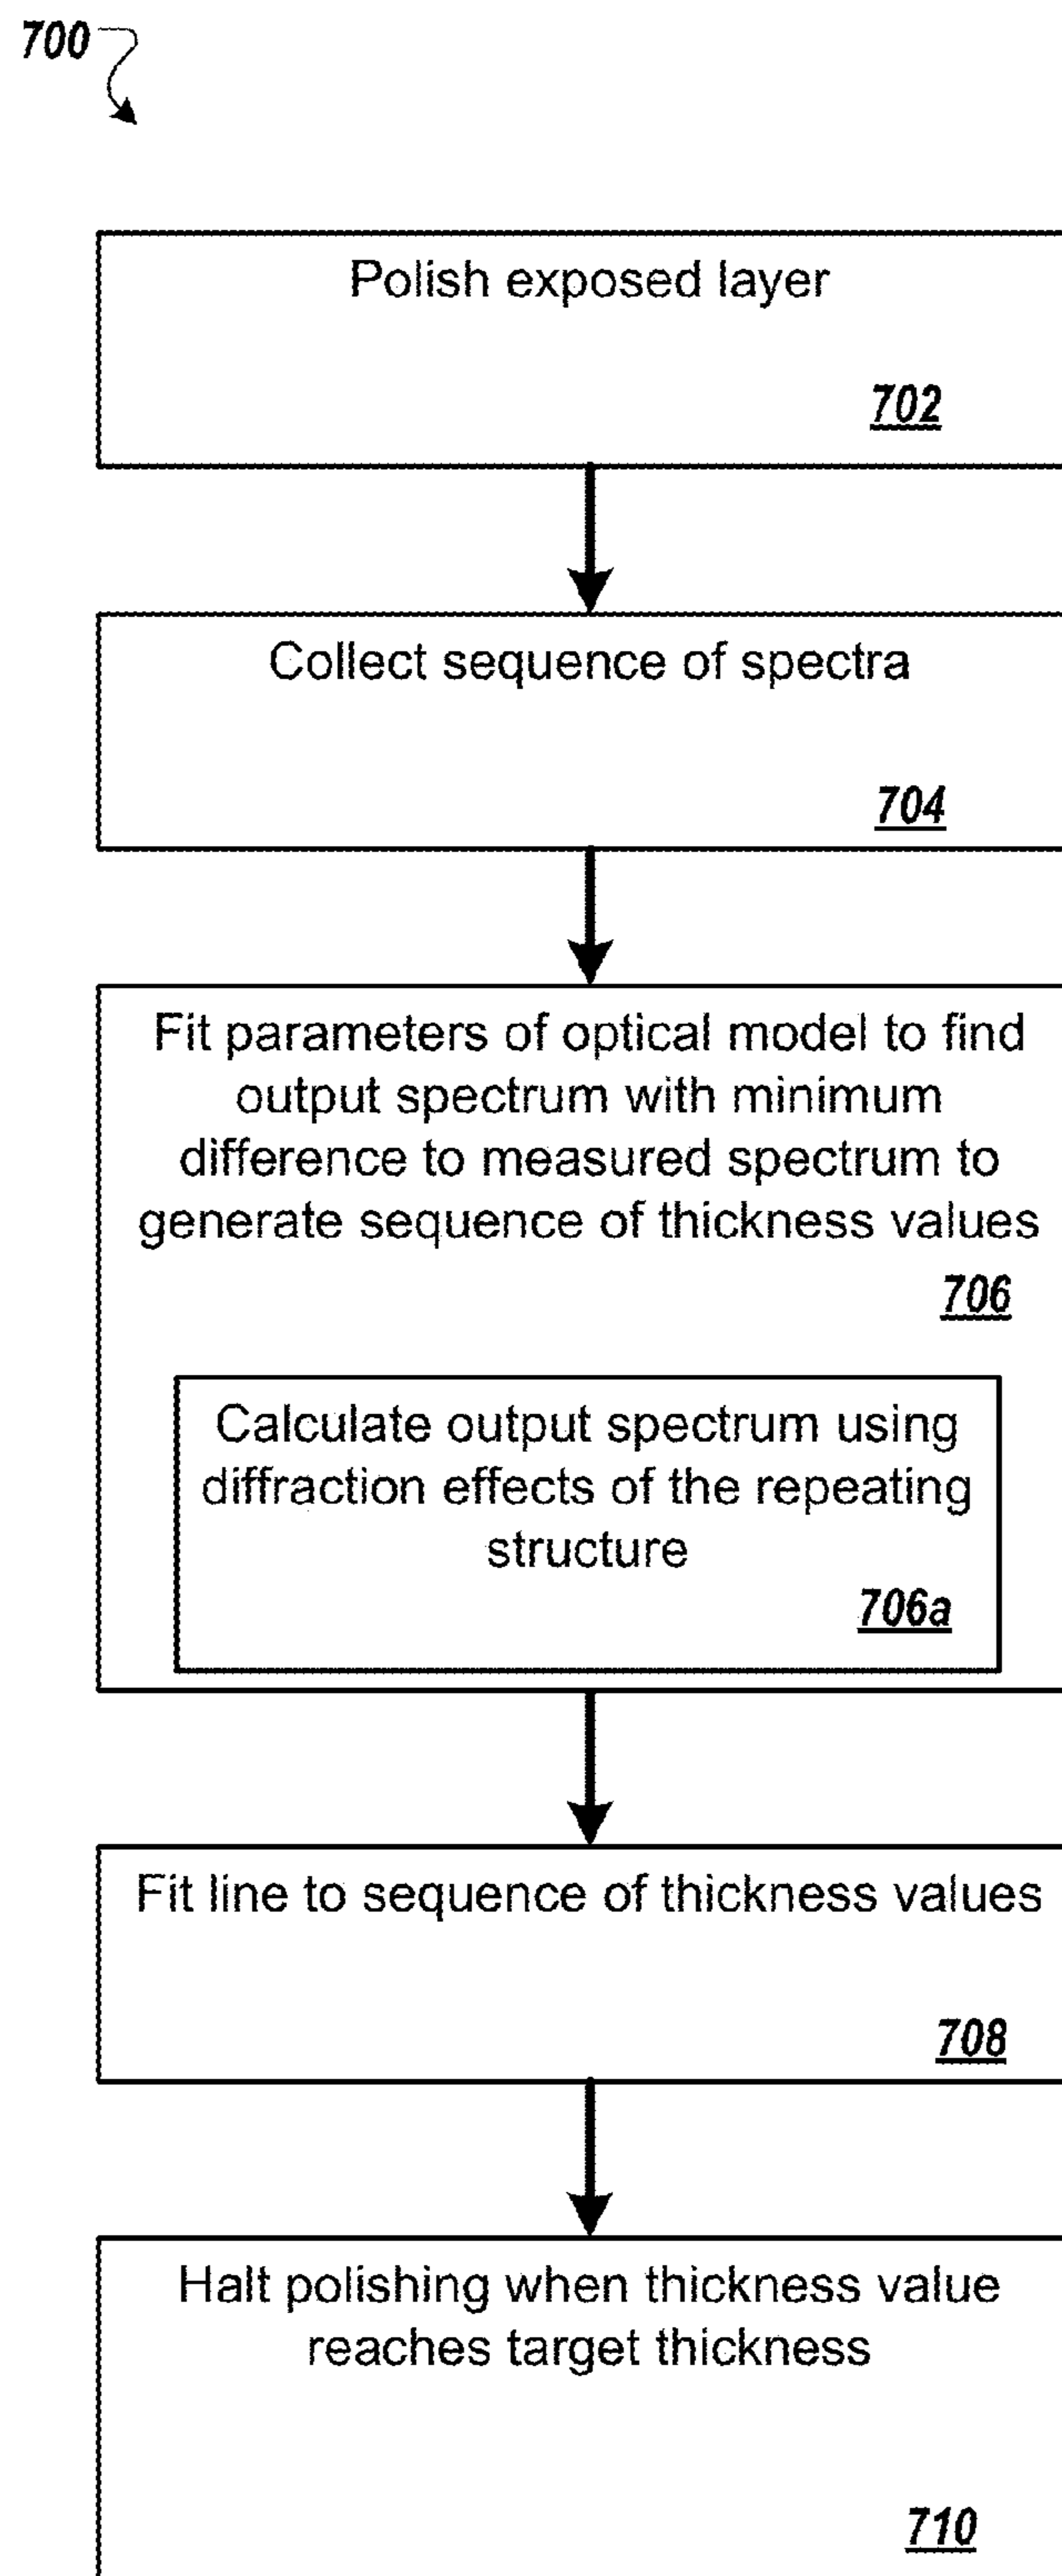 700
Polish exposed layer
702
Collect sequence of spectra
704
Fit parameters of optical model to find
output spectrum with minimum
difference to measured spectrum to
generate sequence of thickness values
706
Calculate output spectrum using
diffraction effects of the repeating
structure
706a
Fit line to sequence of thickness values
708
Halt polishing when thickness value
reaches target thickness
710